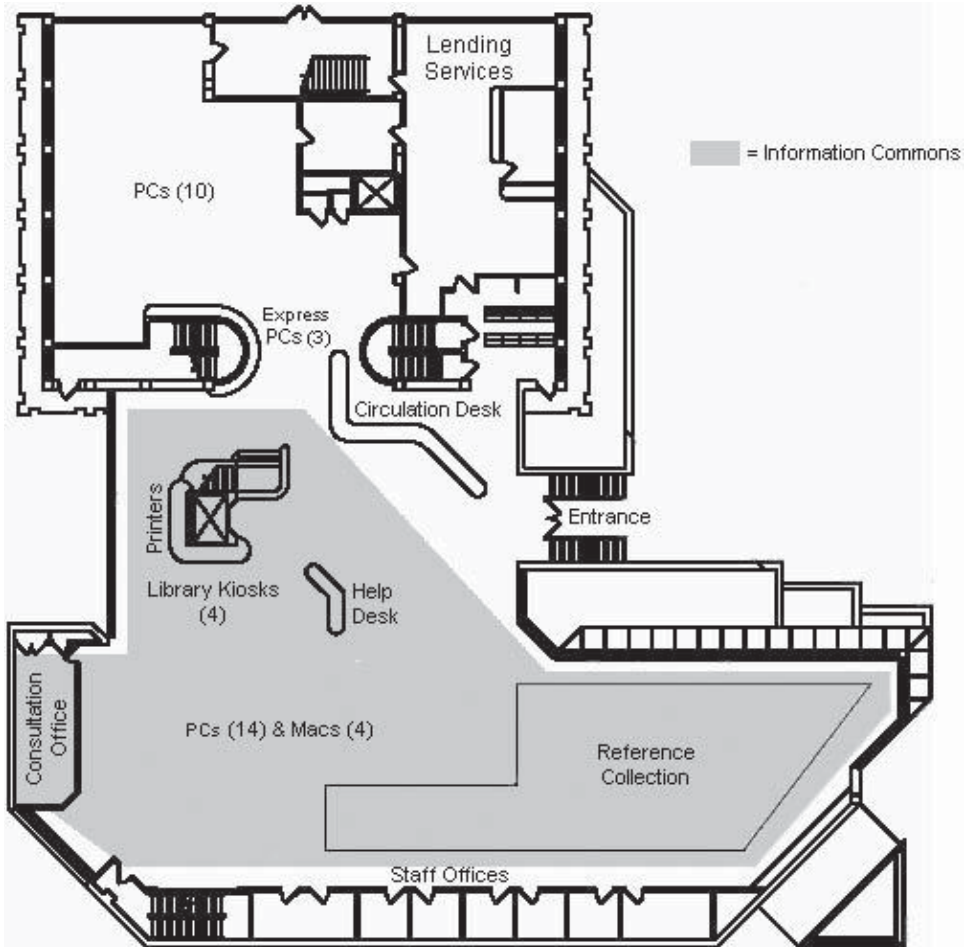 Lending
Services
= Information Commons
PCs (10)
Express
PCs (3)
Circulation Desk
Printers
Entrance
Library Kiosks
(4)
Help
Desk
Consultation
Office
PCs (14) & Macs (4)
Reference
Collection
Staff Offices